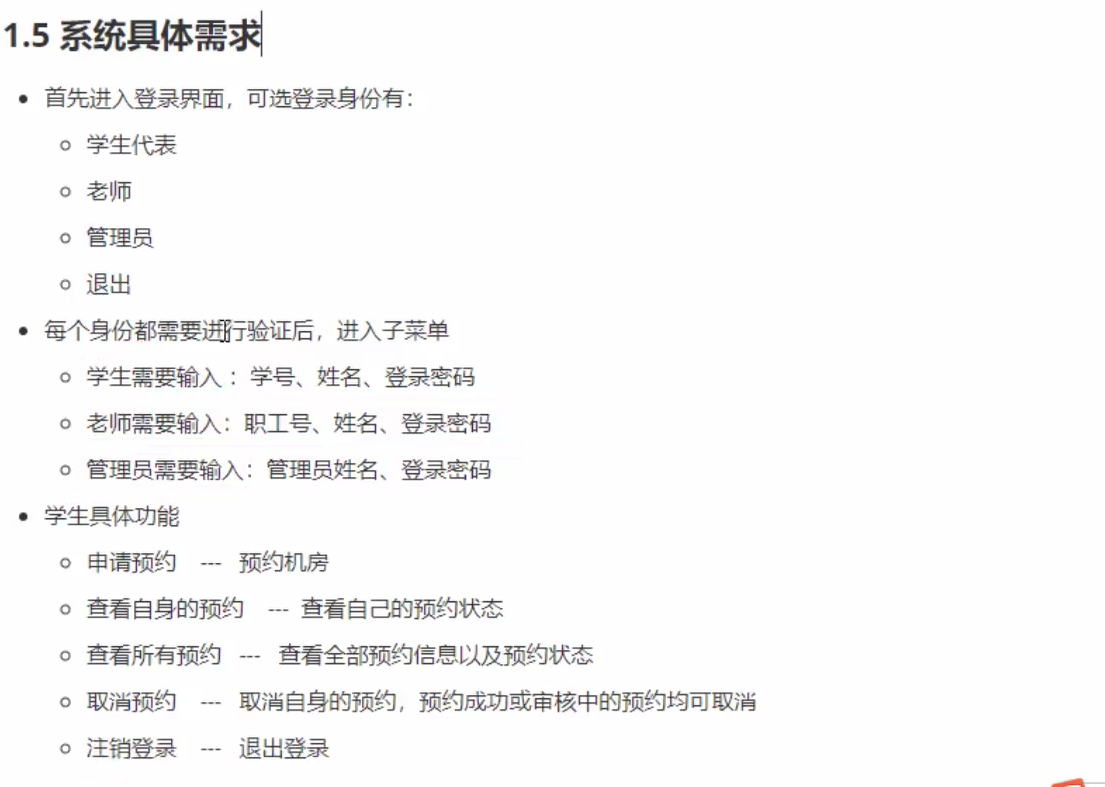 1.5 系统具体需求
首先进入登录界面，可选登录身份有：
学生代表
老师
管理员
退出
每个身份都需要进行验证后，进入子菜单
学生需要输入 ：学号、姓名、登录密码
老师需要输入：职工号、姓名、登录密码
管理员需要输入：管理员姓名、登录密码
学生具体功能
申请预约 --- 预约机房
查看自身的预约 --- 查看自己的预约状态
查看所有预约 --- 查看全部预约信息以及预约状态
取消预约 --- 取消自身的预约，预约成功或审核中的预约均可取消
注销登录 --- 退出登录